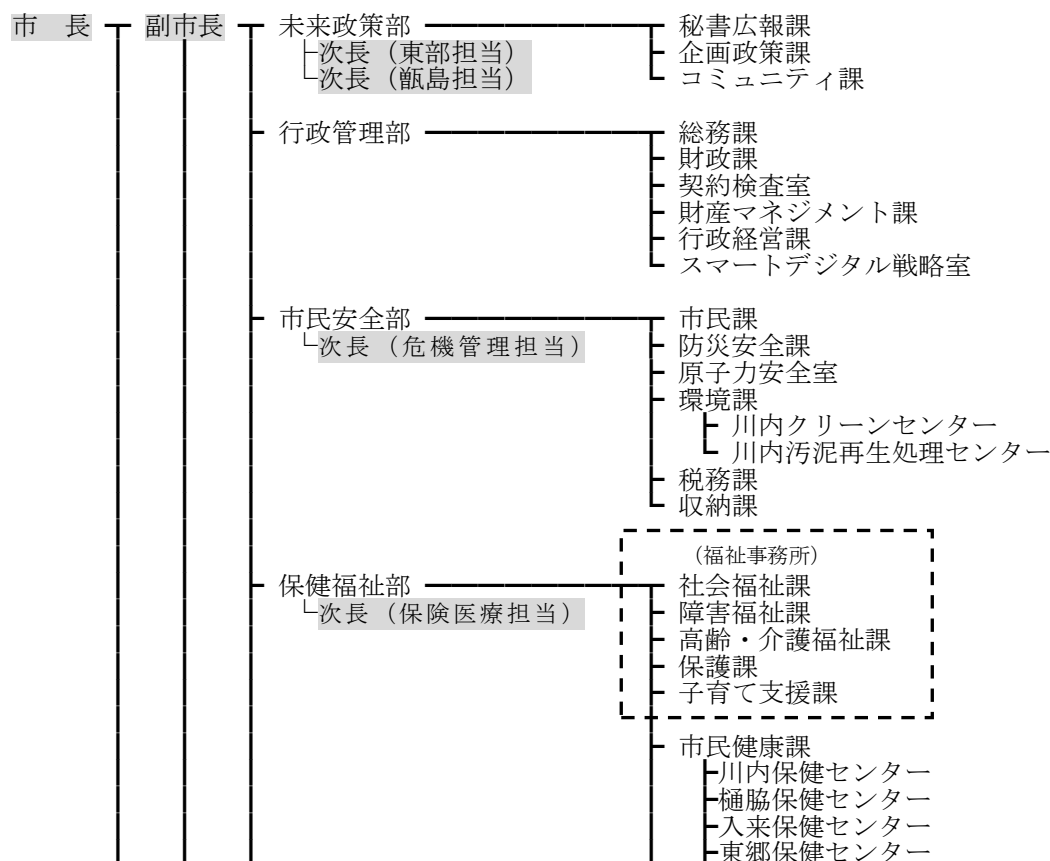 市　長 副市長 未来政策部 秘書広報課
次長（東部担当） 企画政策課
次長（甑島担当） コミュニティ課
行政管理部 総務課
財政課
契約検査室
財産マネジメント課
行政経営課
スマートデジタル戦略室
市民安全部 市民課
次長（危機管理担当） 防災安全課
原子力安全室
環境課
川内クリーンセンター
川内汚泥再生処理センター
税務課
収納課
（福祉事務所）
保健福祉部 社会福祉課
次長（保険医療担当） 障害福祉課
高齢・介護福祉課
保護課
子育て支援課
市民健康課
川内保健センター
樋脇保健センター
入来保健センター
東郷保健センター